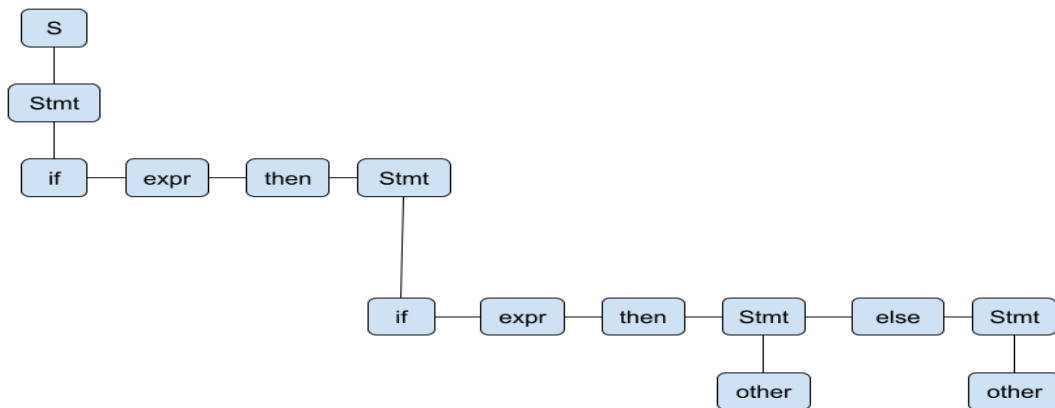 S
Stmt
if expr then Stmt
if expr then Stmt else Stmt
other other